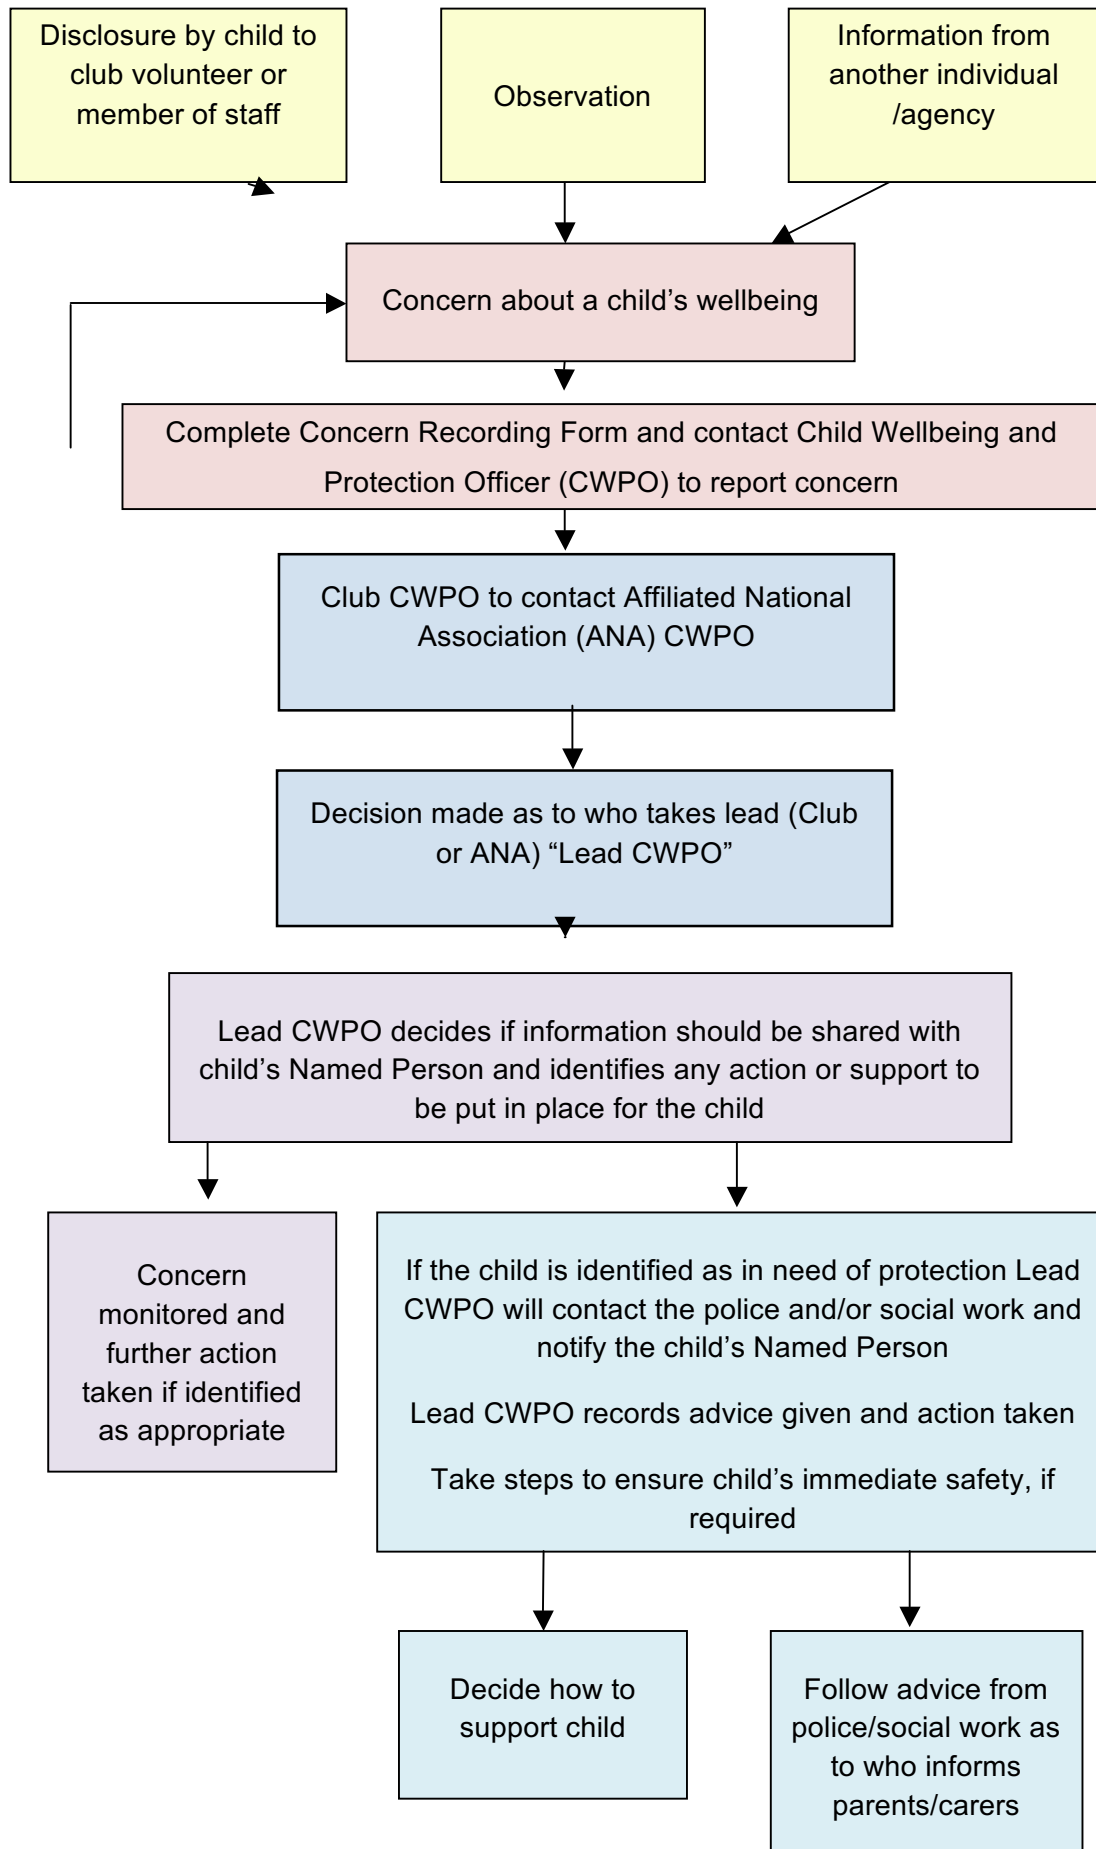 Disclosure by child to
club volunteer or
member of staff
Observation
Information from
another individual
/agency
Concern about a child’s wellbeing
Complete Concern Recording Form and contact Child Wellbeing and
Protection Officer (CWPO) to report concern
Club CWPO to contact Affiliated National
Association (ANA) CWPO
Decision made as to who takes lead (Club
or ANA) “Lead CWPO”
Lead CWPO decides if information should be shared with
child’s Named Person and identifies any action or support to
be put in place for the child
Concern
monitored and
further action
taken if identified
as appropriate
If the child is identified as in need of protection Lead
CWPO will contact the police and/or social work and
notify the child’s Named Person
Lead CWPO records advice given and action taken
Take steps to ensure child’s immediate safety, if
required
Decide how to
support child
Follow advice from
police/social work as
to who informs
parents/carers